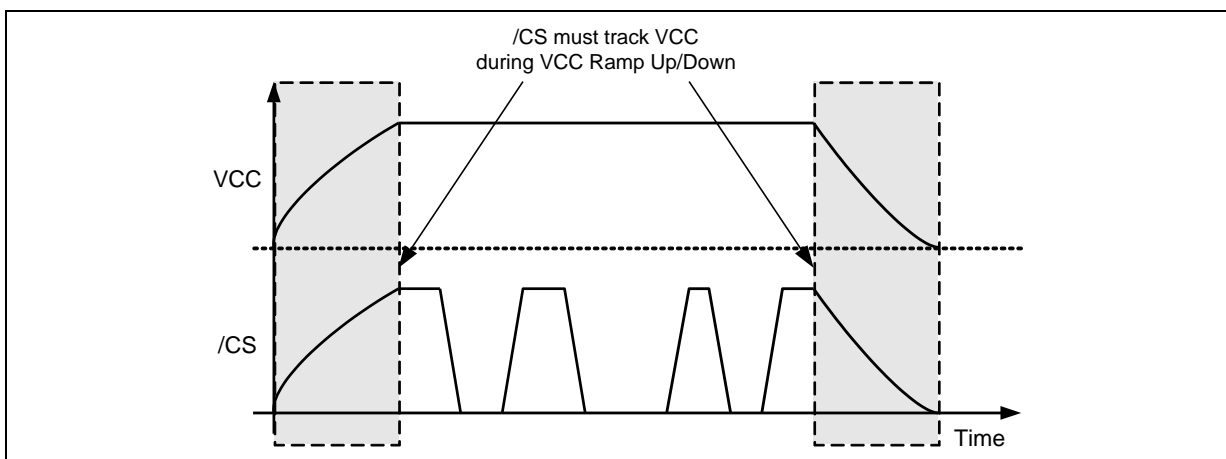 /CS must track VCC
during VCC Ramp Up/Down
VCC
/CS
Time